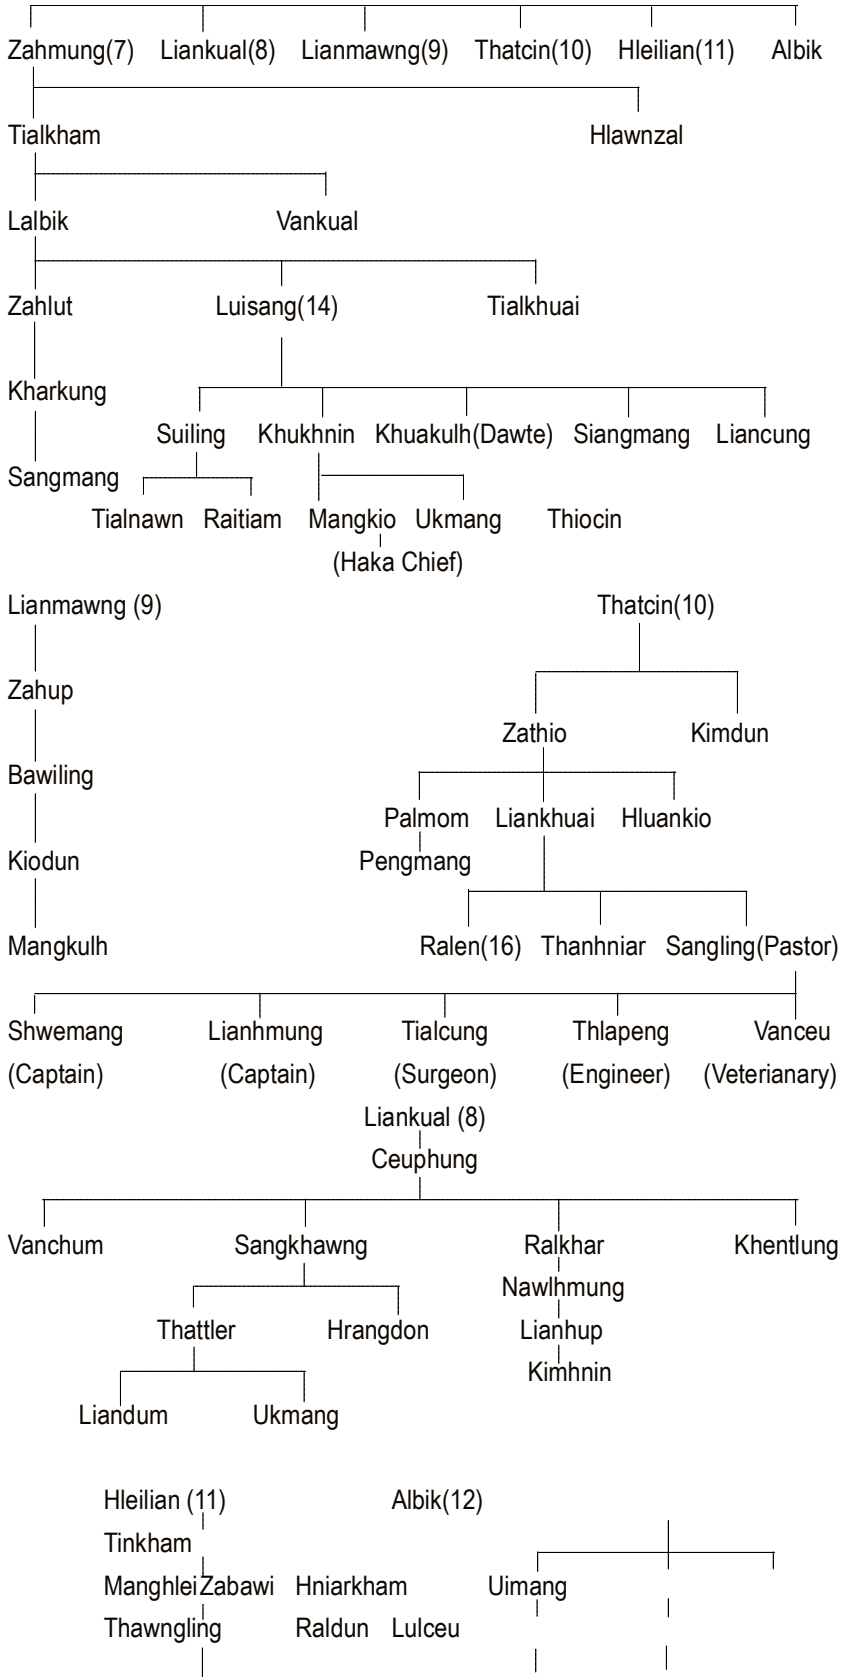 Zahmung(7) Liankual(8) Lianmawng(9) Thatcin(10) Hleilian(11) Albik
Tialkham Hlawnzal
Lalbik Vankual
Zahlut Luisang(14) Tialkhuai
Kharkung
Suiling Khukhnin Khuakulh(Dawte) Siangmang Liancung
Sangmang
Tialnawn Raitiam Mangkio Ukmang Thiocin
(Haka Chief)
Lianmawng (9) Thatcin(10)
Zahup
Zathio Kimdun
Bawiling
Palmom Liankhuai Hluankio
Kiodun Pengmang
Mangkulh Ralen(16) Thanhniar Sangling(Pastor)
Shwemang Lianhmung Tialcung Thlapeng Vanceu
(Captain) (Captain) (Surgeon) (Engineer) (Veterianary)
Liankual (8)
Ceuphung
Vanchum Sangkhawng Ralkhar Khentlung
Nawlhmung
Thattler Hrangdon Lianhup
Kimhnin
Liandum Ukmang
Hleilian (11) Albik(12)
Tinkham
Manghlei Zabawi Hniarkham Uimang
Thawngling Raldun Lulceu